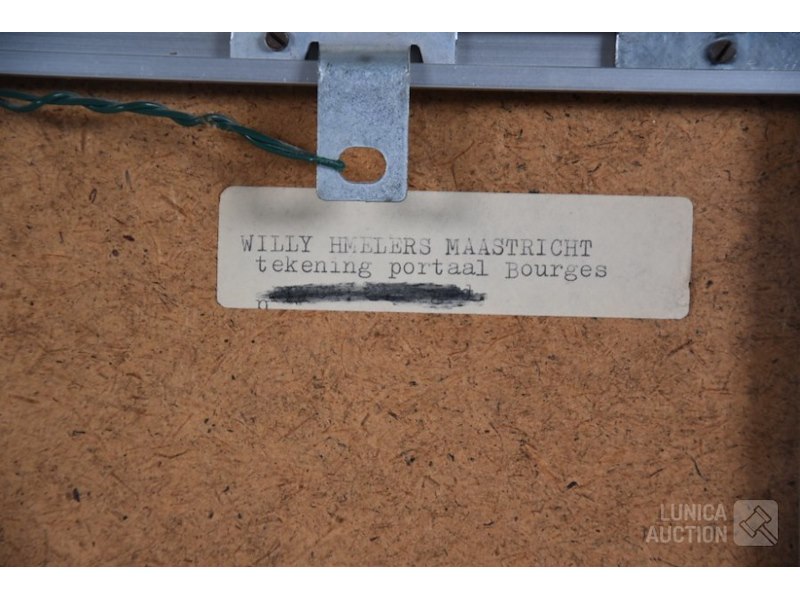 WILLY HMELERS MAASTRICHT
tekening portaal Bourges
LUNICA
AUCTION